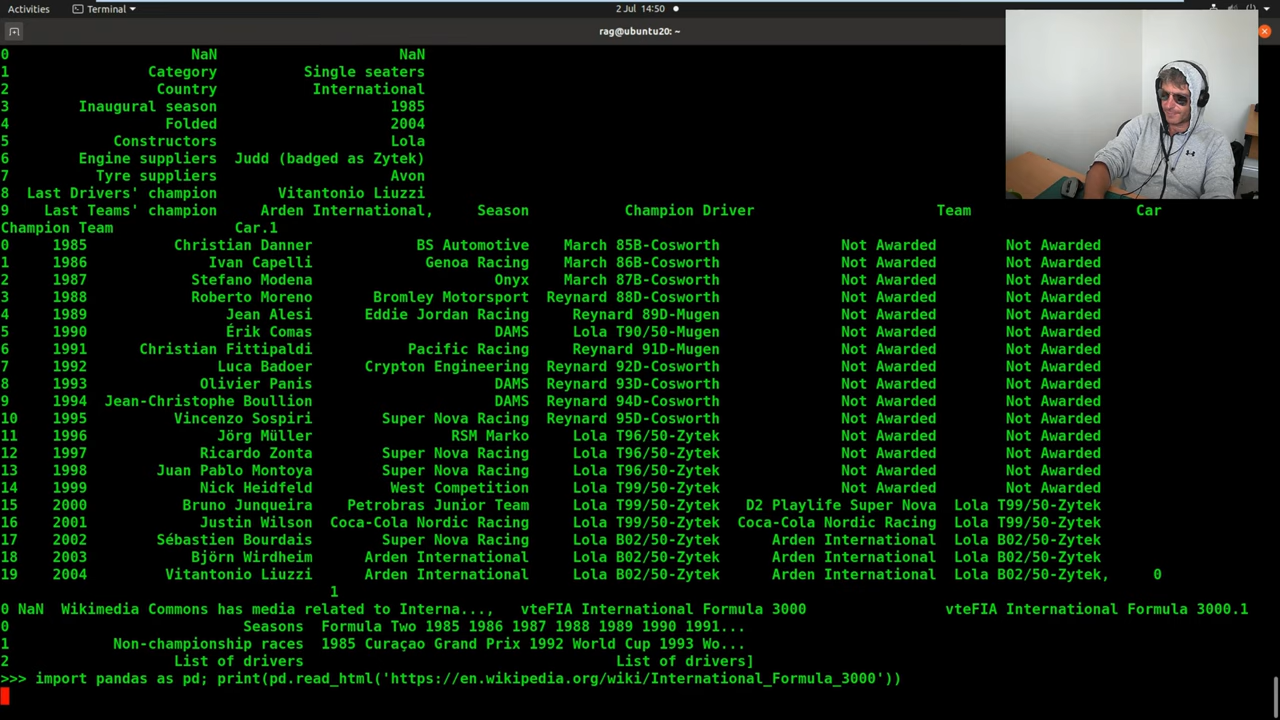 Activities Terminal 2 Jul 14:50
rag@ubuntu20: ~
0 NaN NaN
1 Category Single seaters
2 Country International
3 Inaugural season 1985
4 Folded 2004
5 Constructors Lola
6 Engine suppliers Judd (badged as Zytek)
7 Tyre suppliers Avon
8 Last Drivers' champion Vitantonio Liuzzi
9 Last Teams' champion Arden International, Season Champion Driver Team Car
Champion Team Car.1
0 1985 Christian Danner BS Automotive March 85B-Cosworth Not Awarded Not Awarded
1 1986 Ivan Capelli Genoa Racing March 86B-Cosworth Not Awarded Not Awarded
2 1987 Stefano Modena Onyx March 87B-Cosworth Not Awarded Not Awarded
3 1988 Roberto Moreno Bromley Motorsport Reynard 88D-Cosworth Not Awarded Not Awarded
4 1989 Jean Alesi Eddie Jordan Racing Reynard 89D-Mugen Not Awarded Not Awarded
5 1990 Érik Comas DAMS Lola T90/50-Mugen Not Awarded Not Awarded
6 1991 Christian Fittipaldi Pacific Racing Reynard 91D-Mugen Not Awarded Not Awarded
7 1992 Luca Badoer Crypton Engineering Reynard 92D-Cosworth Not Awarded Not Awarded
8 1993 Olivier Panis DAMS Reynard 93D-Cosworth Not Awarded Not Awarded
9 1994 Jean-Christophe Boullion DAMS Reynard 94D-Cosworth Not Awarded Not Awarded
10 1995 Vincenzo Sospiri Super Nova Racing Reynard 95D-Cosworth Not Awarded Not Awarded
11 1996 Jörg Müller RSM Marko Lola T96/50-Zytek Not Awarded Not Awarded
12 1997 Ricardo Zonta Super Nova Racing Lola T96/50-Zytek Not Awarded Not Awarded
13 1998 Juan Pablo Montoya Super Nova Racing Lola T96/50-Zytek Not Awarded Not Awarded
14 1999 Nick Heidfeld West Competition Lola T99/50-Zytek Not Awarded Not Awarded
15 2000 Bruno Junqueira Petrobras Junior Team Lola T99/50-Zytek D2 Playlife Super Nova Lola T99/50-Zytek
16 2001 Justin Wilson Coca-Cola Nordic Racing Lola T99/50-Zytek Coca-Cola Nordic Racing Lola T99/50-Zytek
17 2002 Sébastien Bourdais Super Nova Racing Lola B02/50-Zytek Arden International Lola B02/50-Zytek
18 2003 Björn Wirdheim Arden International Lola B02/50-Zytek Arden International Lola B02/50-Zytek
19 2004 Vitantonio Liuzzi Arden International Lola B02/50-Zytek Arden International Lola B02/50-Zytek, 0
1
0 NaN Wikimedia Commons has media related to Interna..., vteFIA International Formula 3000 vteFIA International Formula 3000.1
0 Seasons Formula Two 1985 1986 1987 1988 1989 1990 1991...
1 Non-championship races 1985 Curaçao Grand Prix 1992 World Cup 1993 Wo...
2 List of drivers List of drivers]
>>> import pandas as pd; print(pd.read_html('https://en.wikipedia.org/wiki/International_Formula_3000'))